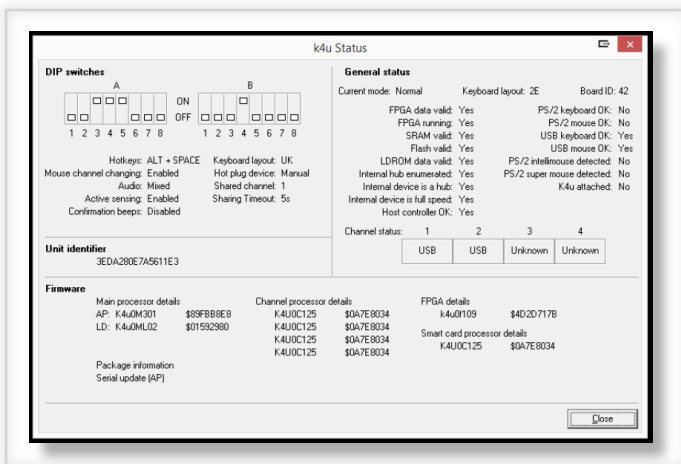 k4u Status
DIP switches
A B
ON
OFF
1 2 3 4 5 6 7 8 1 2 3 4 5 6 7 8
Hotkeys: ALT + SPACE Keyboard layout: UK
Mouse channel changing: Enabled Hot plug device: Manual
Audio: Mixed Shared channel: 1
Active sensing: Enabled Sharing Timeout: 5s
Confirmation beeps: Disabled
Unit identifier
3EDA280E7A5611E3
General status
Current mode: Normal Keyboard layout: 2E Board ID: 42
FPGA data valid: Yes PS/2 keyboard OK: No
FPGA running: Yes PS/2 mouse OK: No
SRAM valid: Yes USB keyboard OK: Yes
Flash valid: Yes USB mouse OK: Yes
LDROM data valid: Yes PS/2 intellimouse detected: No
Internal hub enumerated: Yes PS/2 super mouse detected: No
Internal device is a hub: Yes K4u attached: No
Internal device is full speed: Yes
Host controller OK: Yes
Channel status: 1 2 3 4
USB USB Unknown Unknown
Firmware
Main processor details Channel processor details FPGA details
AP: K4u0M301 $89FBB8E8 K4U0C125 $0A7E8034 k4u0f109 $4D2D717B
LD: K4u0ML02 $01592980 K4U0C125 $0A7E8034 Smart card processor details
K4U0C125 $0A7E8034 K4U0C125 $0A7E8034
K4U0C125 $0A7E8034
Package information
Serial update (AP)
Close